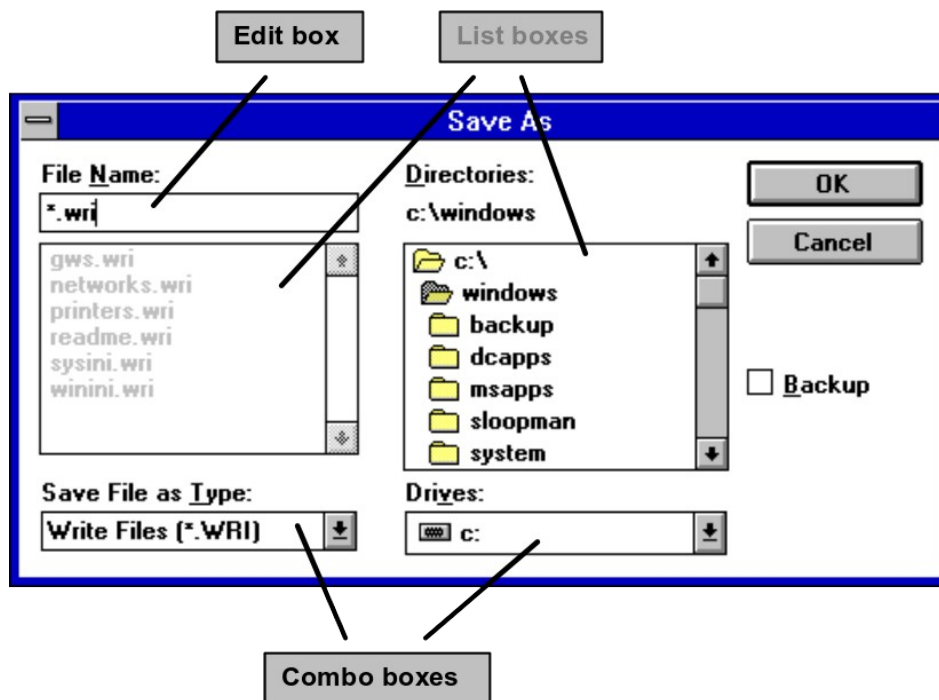 Edit box
List boxes
Save As
File Name:
*.wri
gws.wri
networks.wri
printers.wri
readme.wri
sysini.wri
winini.wri
Save File as Type:
Write Files (*.WRI)
Directories:
c:\windows
c:\
windows
backup
dcapps
msapps
sloopman
system
Drives:
c:
OK
Cancel
Backup
Combo boxes